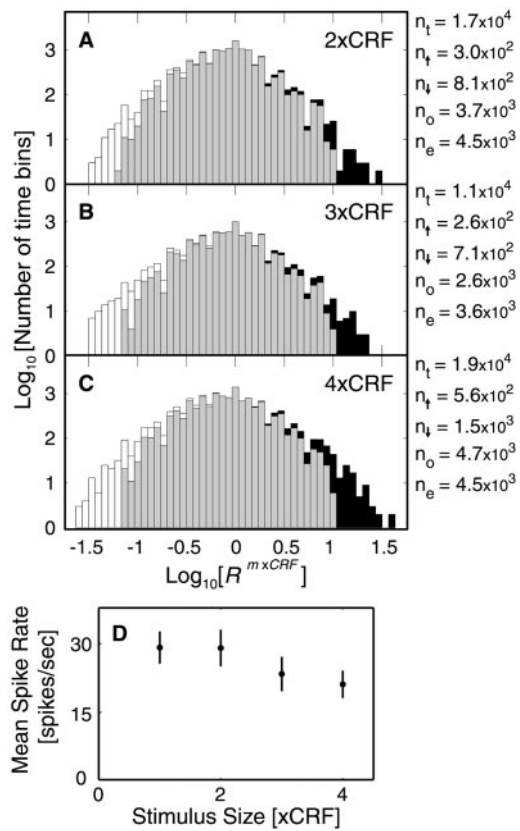 A
2xCRF
3
2
1
0
n_t = 1.7x10^4
n_↑ = 3.0x10^2
n_↓ = 8.1x10^2
n_o = 3.7x10^3
n_e = 4.5x10^3
B
3xCRF
3
2
1
0
n_t = 1.1x10^4
n_↑ = 2.6x10^2
n_↓ = 7.1x10^2
n_o = 2.6x10^3
n_e = 3.6x10^3
C
4xCRF
3
2
1
0
n_t = 1.9x10^4
n_↑ = 5.6x10^2
n_↓ = 1.5x10^3
n_o = 4.7x10^3
n_e = 4.5x10^3
Log_10 [Number of time bins]
-1.5 -1 -0.5 0 0.5 1.0 1.5
Log_10[R^mxCRF]
D
Mean Spike Rate
[spikes/sec]
30
15
0
0 2 4
Stimulus Size [xCRF]